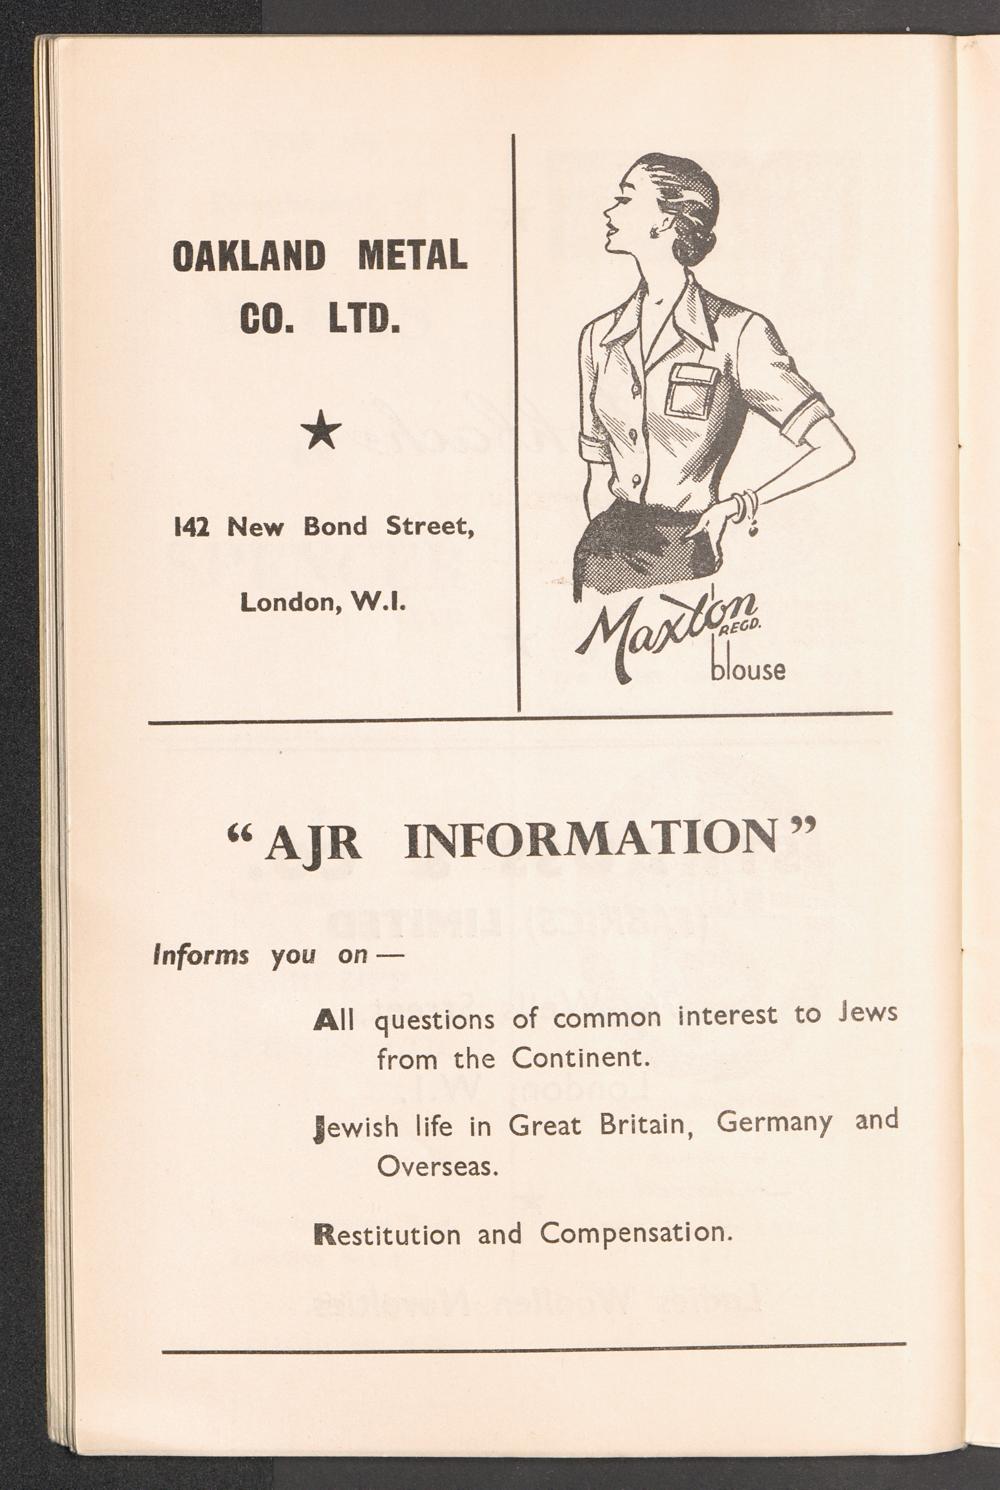 OAKLAND METAL
CO. LTD.
142 New Bond Street,
London, W.I.
Maxton
REGD.
blouse
"AJR INFORMATION"
Informs you on—
All questions of common interest to Jews
from the Continent.
Jewish life in Great Britain, Germany and
Overseas.
Restitution and Compensation.